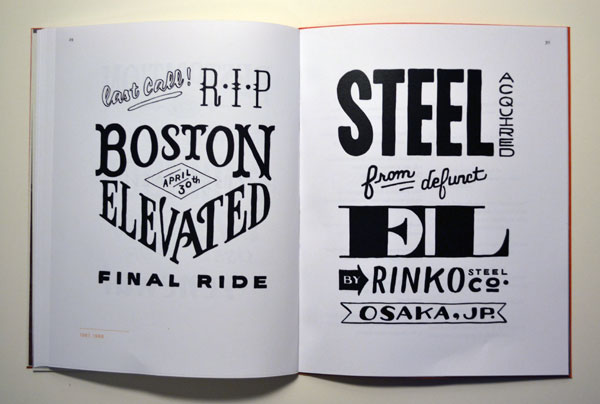 last call! R·I·P
BOSTON
APRIL
30th
ELEVATED
FINAL RIDE
STEEL
ACQUIRED
from defunct
EL
BY RINKO STEEL CO.
OSAKA, JP.